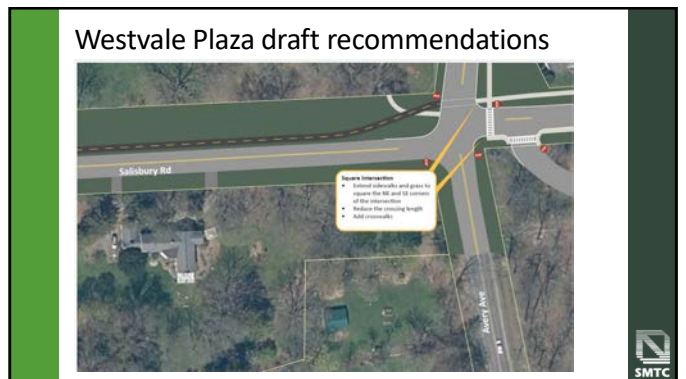 Westvale Plaza draft recommendations
Salisbury Rd
Square Intersection
• Extend sidewalks and grass to
square the NE and SE corners
of the intersection
• Reduce the crossing length
• Add crosswalks
Avery Ave
SMTC